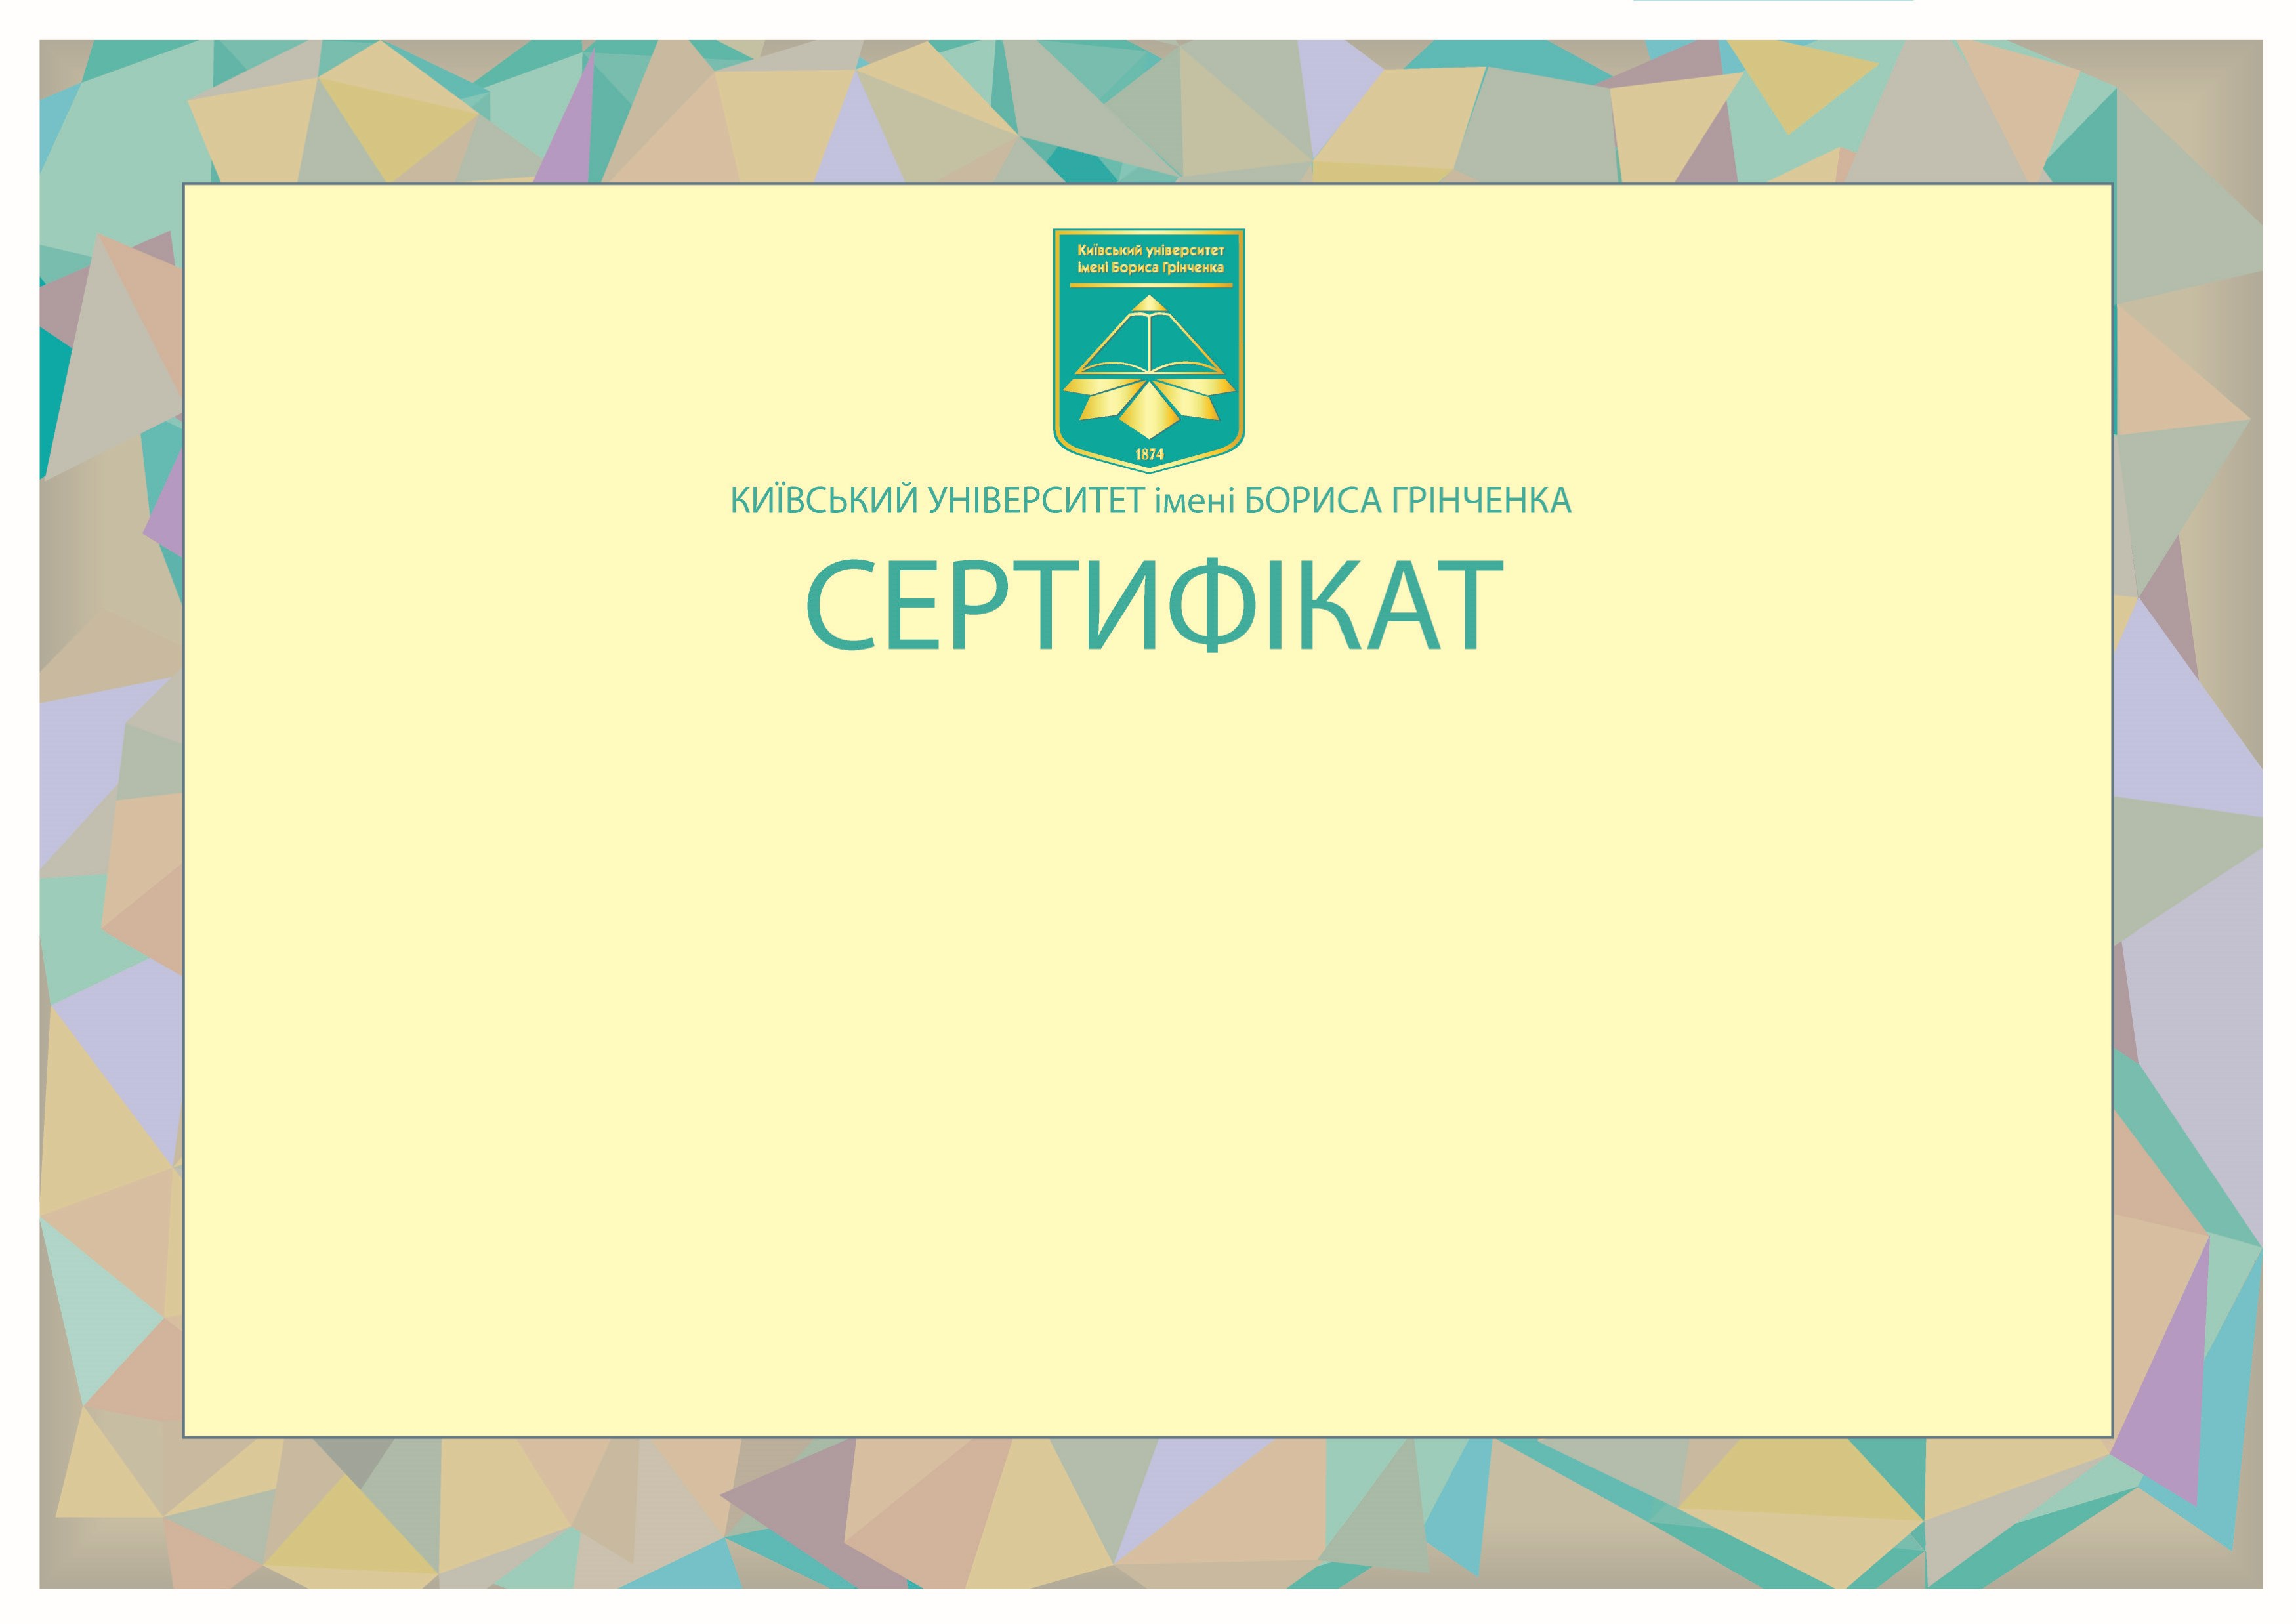 Київський університет
імені Бориса Грінченка
1874
КИЇВСЬКИЙ УНІВЕРСИТЕТ імені БОРИСА ГРІНЧЕНКА
СЕРТИФІКАТ